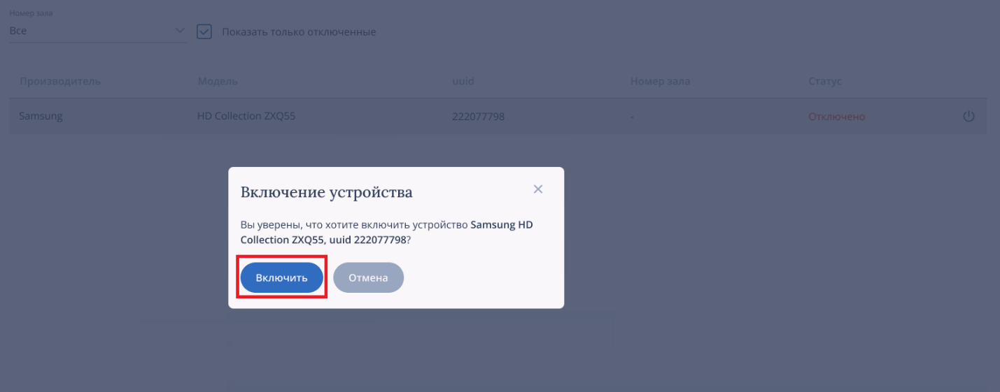 Номер зала
Все
Показать только отключенные
Производитель Модель uuid Номер зала Статус
Samsung HD Collection ZXQ55 222077798 - Отключено
Включение устройства
Вы уверены, что хотите включить устройство Samsung HD
Collection ZXQ55, uuid 222077798?
Включить Отмена